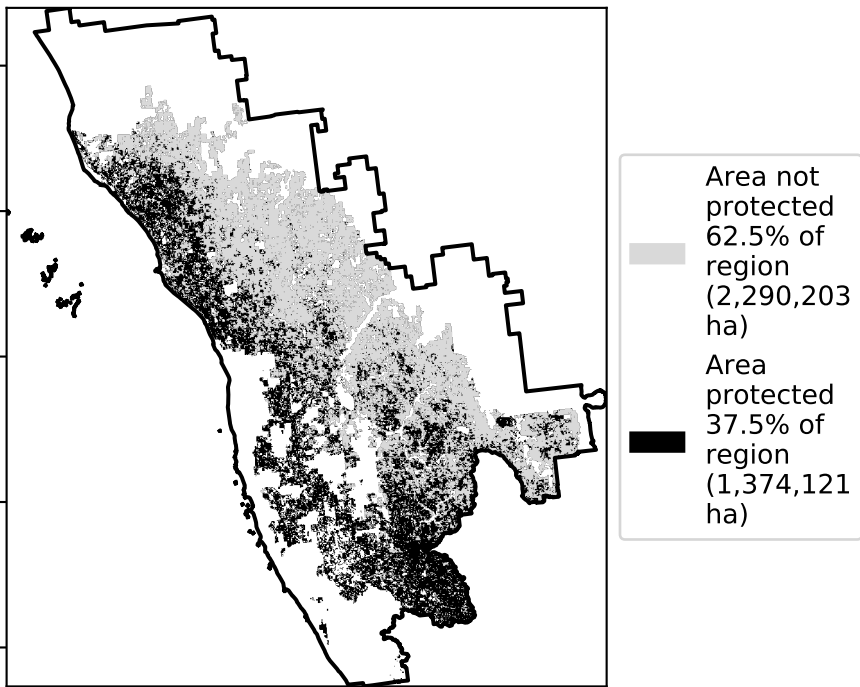 Area not
protected
62.5% of
region
(2,290,203
ha)
Area
protected
37.5% of
region
(1,374,121
ha)